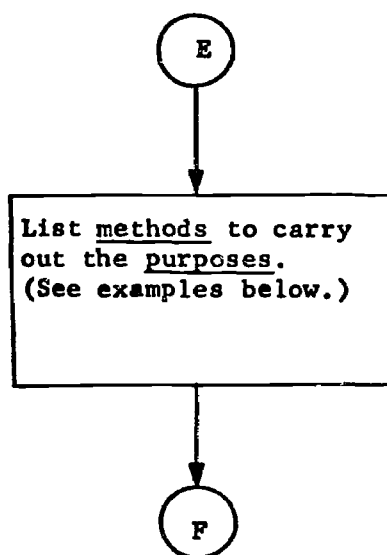 E
List methods to carry
out the purposes.
(See examples below.)
F